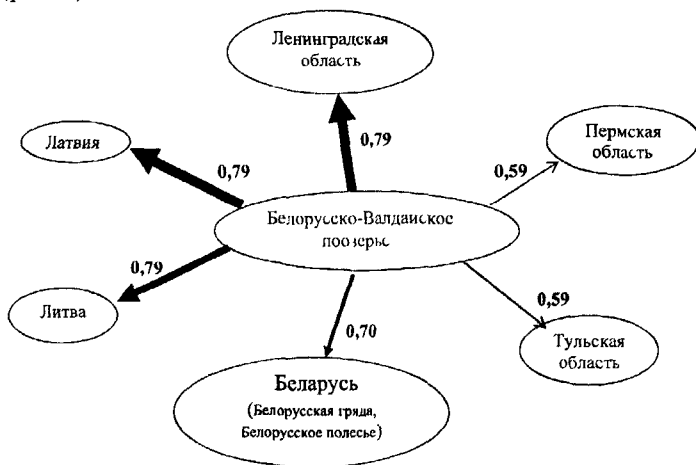 Ленинградская
область
Латвия
0,79
0,79
Пермская
область
0,59
Белорусско-Валдайское
поозерье
0,79
Литва
0,59
0,70
Тульская
область
Беларусь
(Белорусская гряда,
Белорусское полесье)